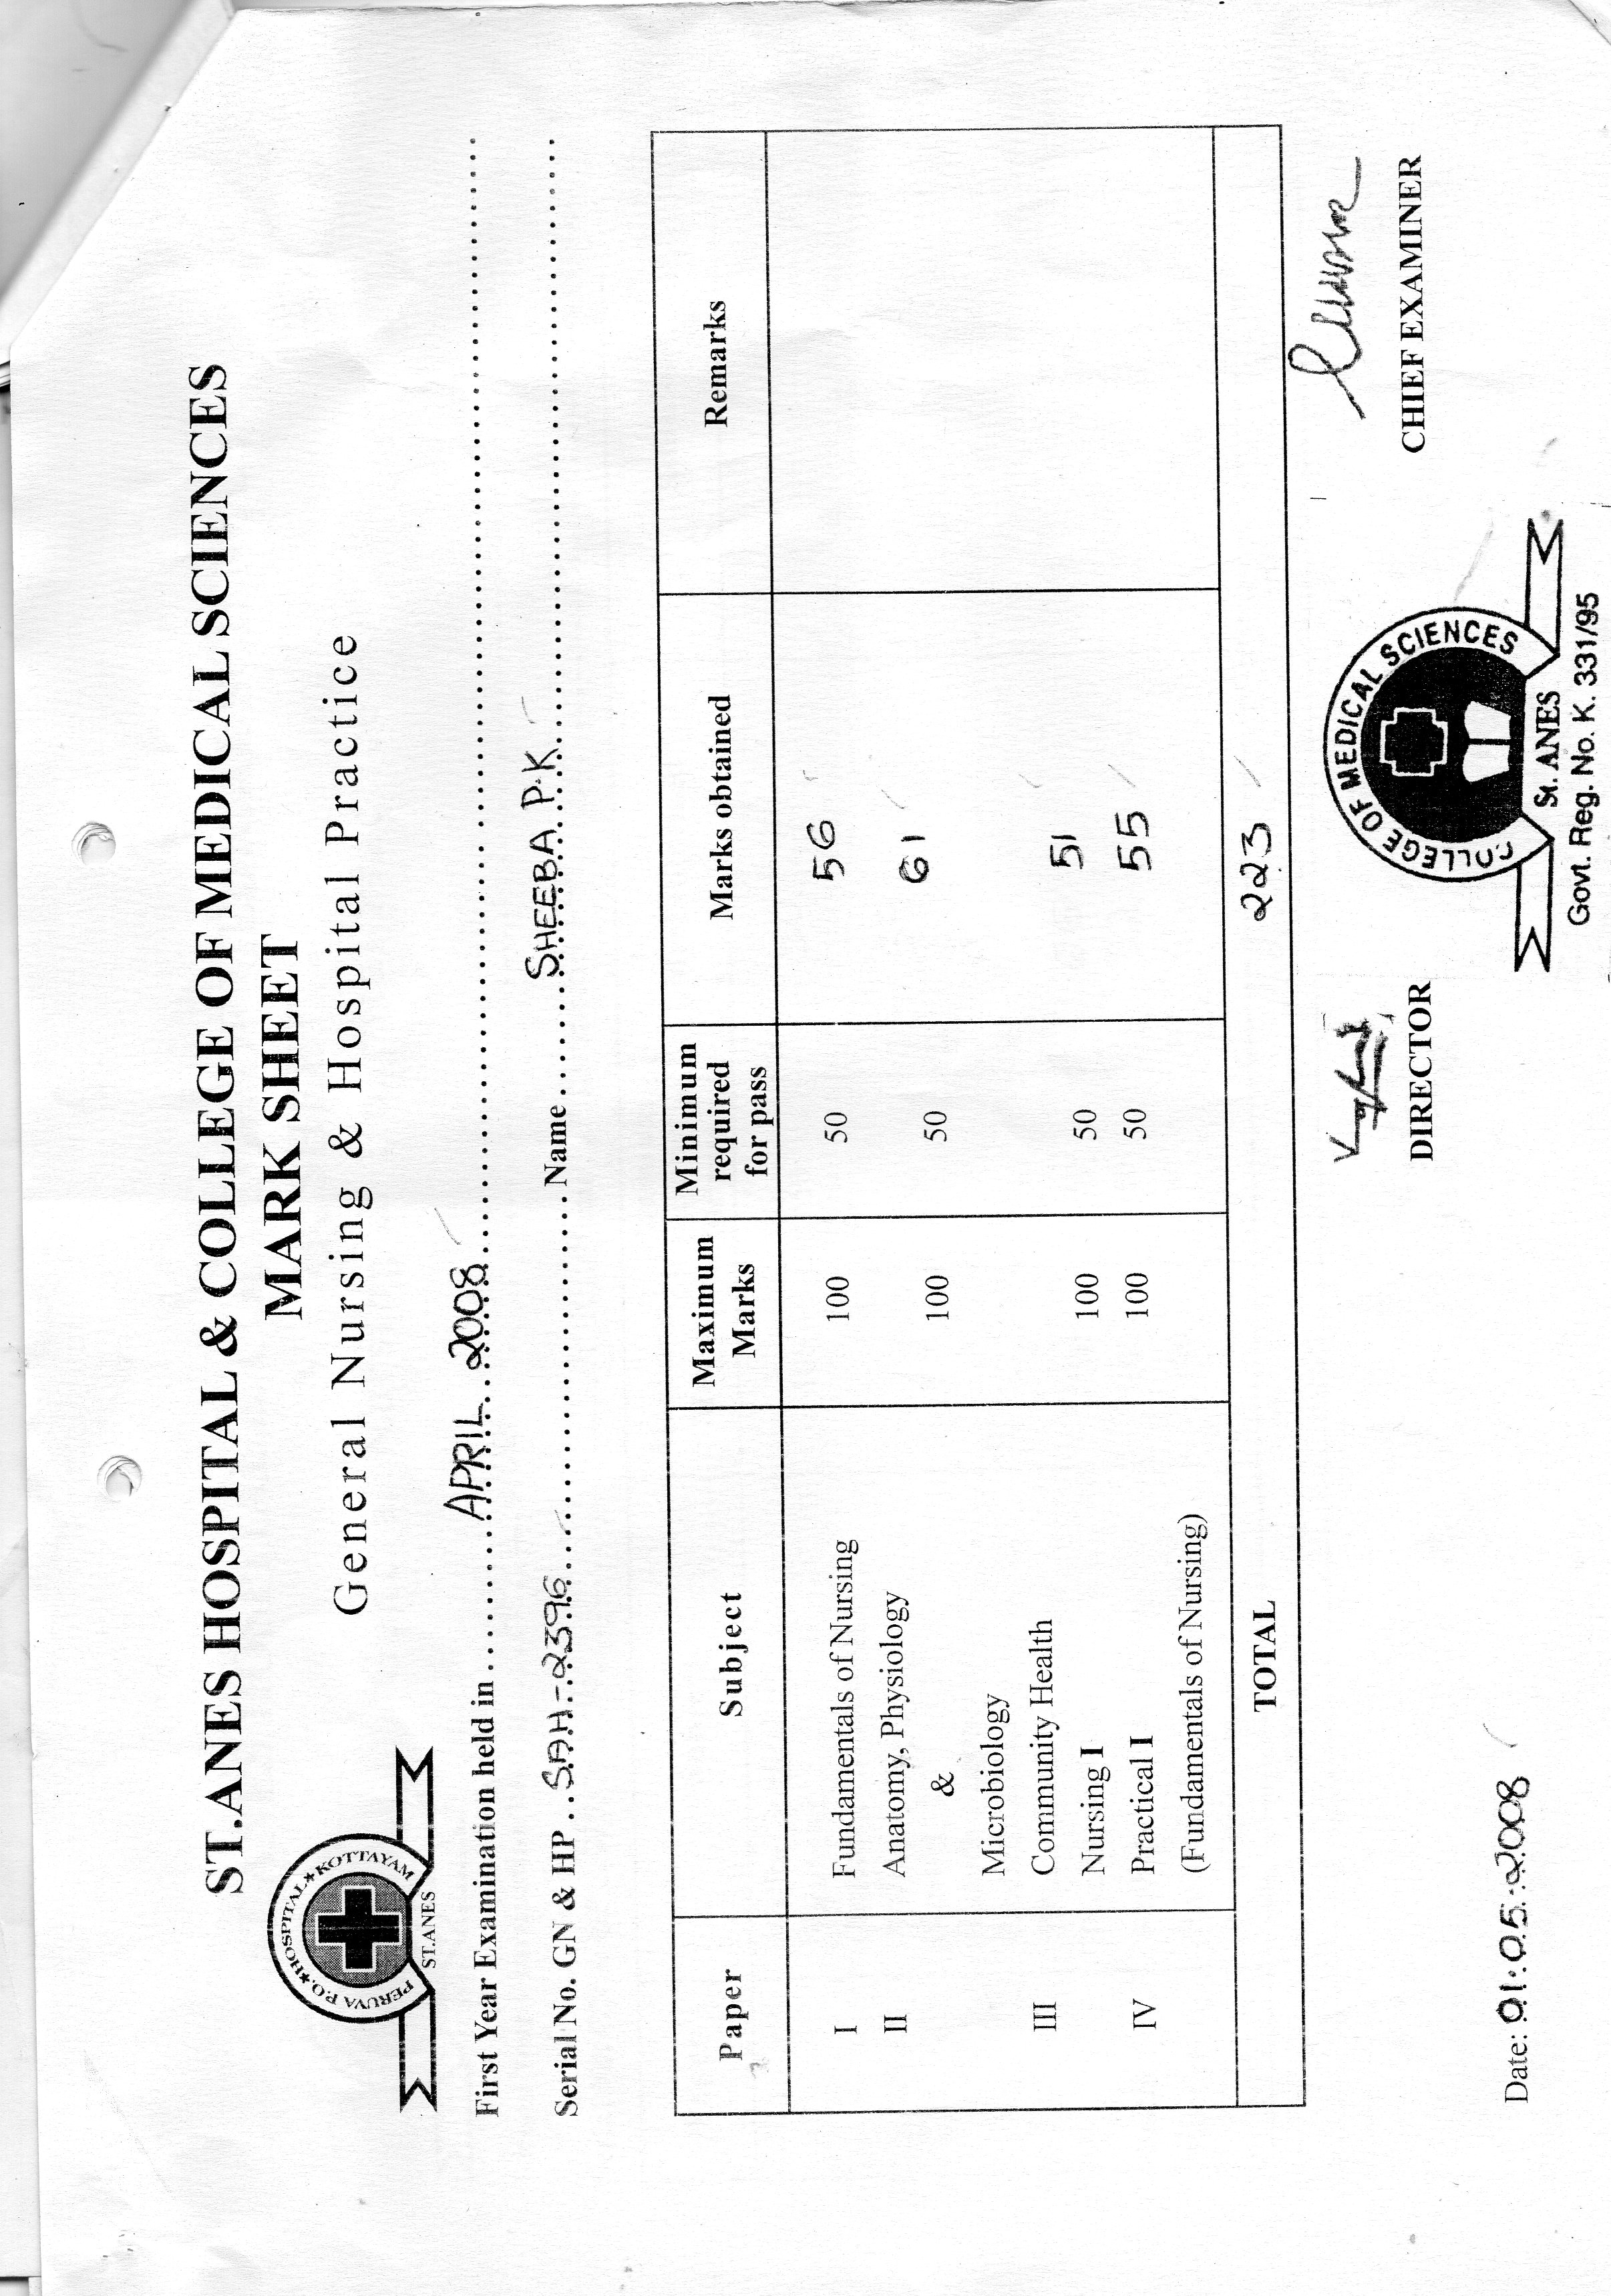 ST.ANES HOSPITAL & COLLEGE OF MEDICAL SCIENCES
MARK SHEET
General Nursing & Hospital Practice
PERUVA P.O.★HOSPITAL★KOTTAYAM
ST.ANES
First Year Examination held in APRIL 2008
Serial No. GN & HP S.A.H-2396 Name SHEEBA P.K
Paper Subject Maximum Marks Minimum required for pass Marks obtained Remarks
I Fundamentals of Nursing 100 50 56
II Anatomy, Physiology
& 100 50 61
Microbiology
III Community Health
Nursing I 100 50 51
IV Practical I 100 50 55
(Fundamentals of Nursing)
TOTAL 223
DIRECTOR
CHIEF EXAMINER
COLLEGE OF MEDICAL SCIENCES
St. ANES
Govt. Reg. No. K. 331/95
Date: 01.05.2008